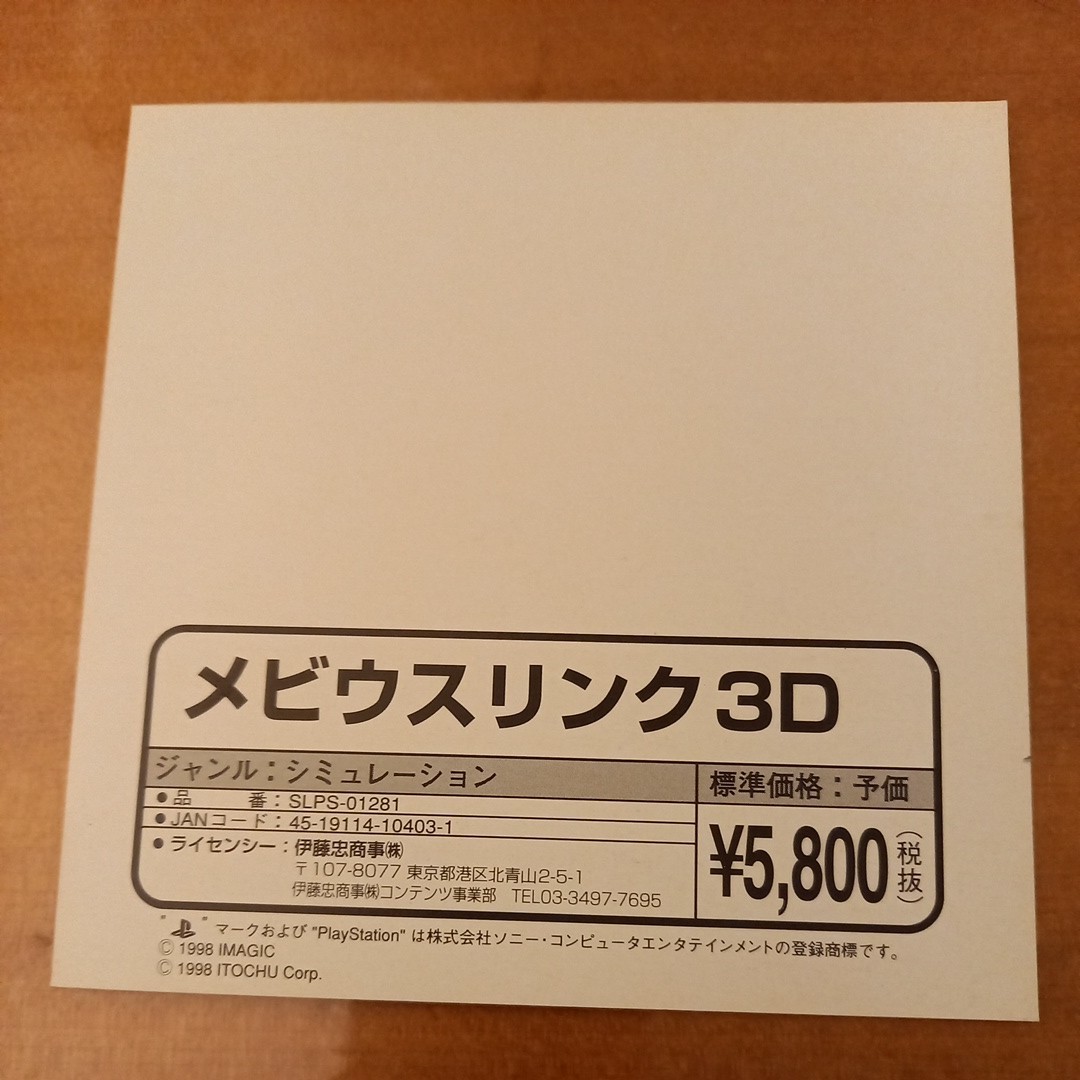 メビウスリンク3D
ジャンル：シミュレーション
標準価格：予価
●品　　番：SLPS-01281
●JANコード：45-19114-10403-1
¥5,800（税抜）
●ライセンシー：伊藤忠商事㈱
〒107-8077 東京都港区北青山2-5-1
伊藤忠商事㈱コンテンツ事業部　TEL03-3497-7695
" " マークおよび "PlayStation" は株式会社ソニー・コンピュータエンタテインメントの登録商標です。
© 1998 IMAGIC
© 1998 ITOCHU Corp.